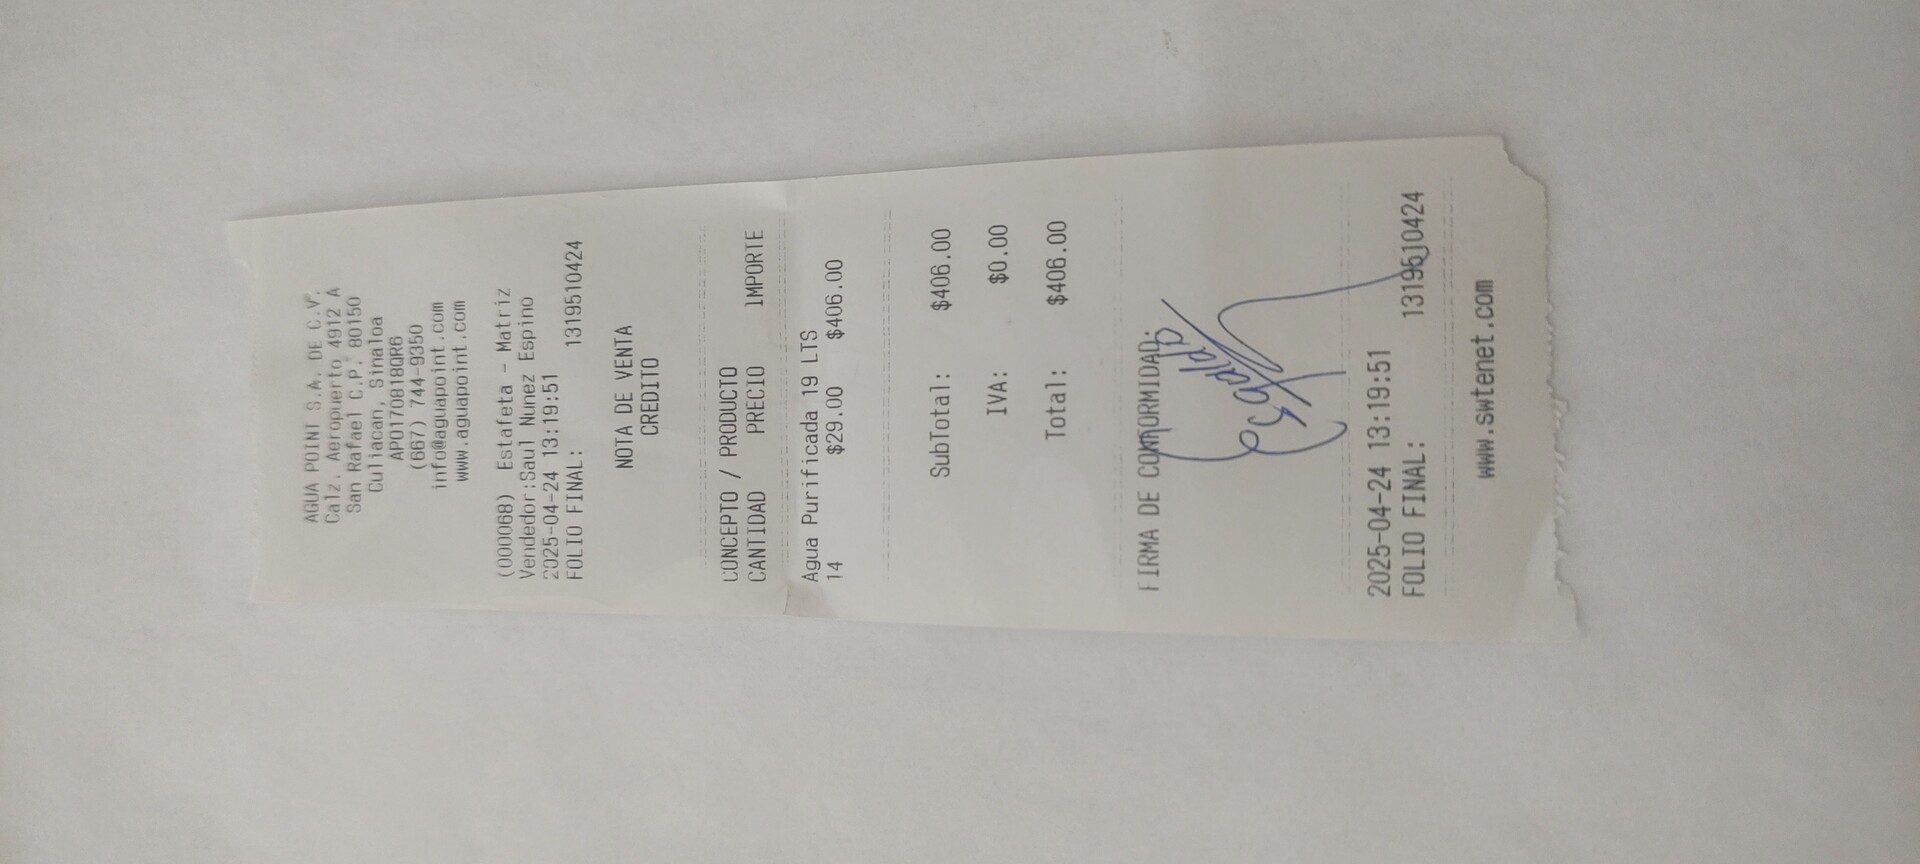 AGUA POINT S.A. DE C.V.
Calz. Aeropuerto 4912 A
San Rafael C.P. 80150
Culiacan, Sinaloa
APO170818QR6
(667) 744-9350
info@aguapoint.com
www.aguapoint.com
(000068) Estafeta - Matriz
Vendedor:Saul Nunez Espino
2025-04-24 13:19:51
FOLIO FINAL: 1319510424
NOTA DE VENTA
CREDITO
CONCEPTO / PRODUCTO
CANTIDAD PRECIO IMPORTE
Agua Purificada 19 LTS
14 $29.00 $406.00
SubTotal: $406.00
IVA: $0.00
Total: $406.00
FIRMA DE CONFORMIDAD:
2025-04-24 13:19:51
FOLIO FINAL: 1319510424
www.swtenet.com